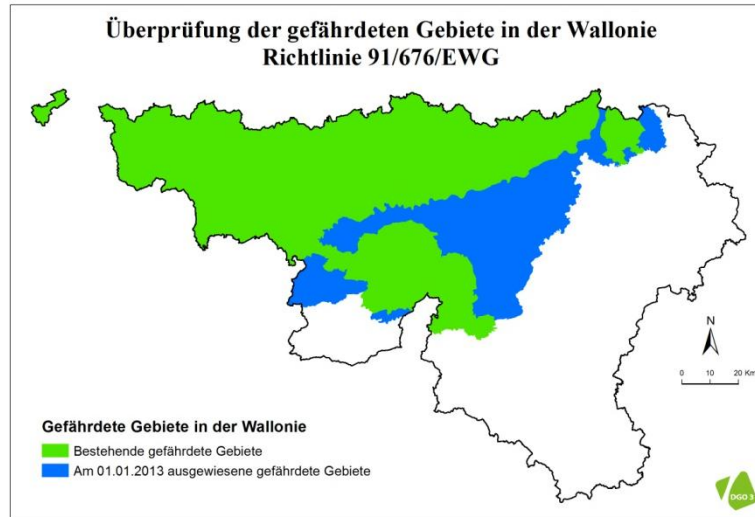 Überprüfung der gefährdeten Gebiete in der Wallonie
Richtlinie 91/676/EWG
N
0 10 20 Km
Gefährdete Gebiete in der Wallonie
Bestehende gefährdete Gebiete
Am 01.01.2013 ausgewiesene gefährdete Gebiete
DGO 3